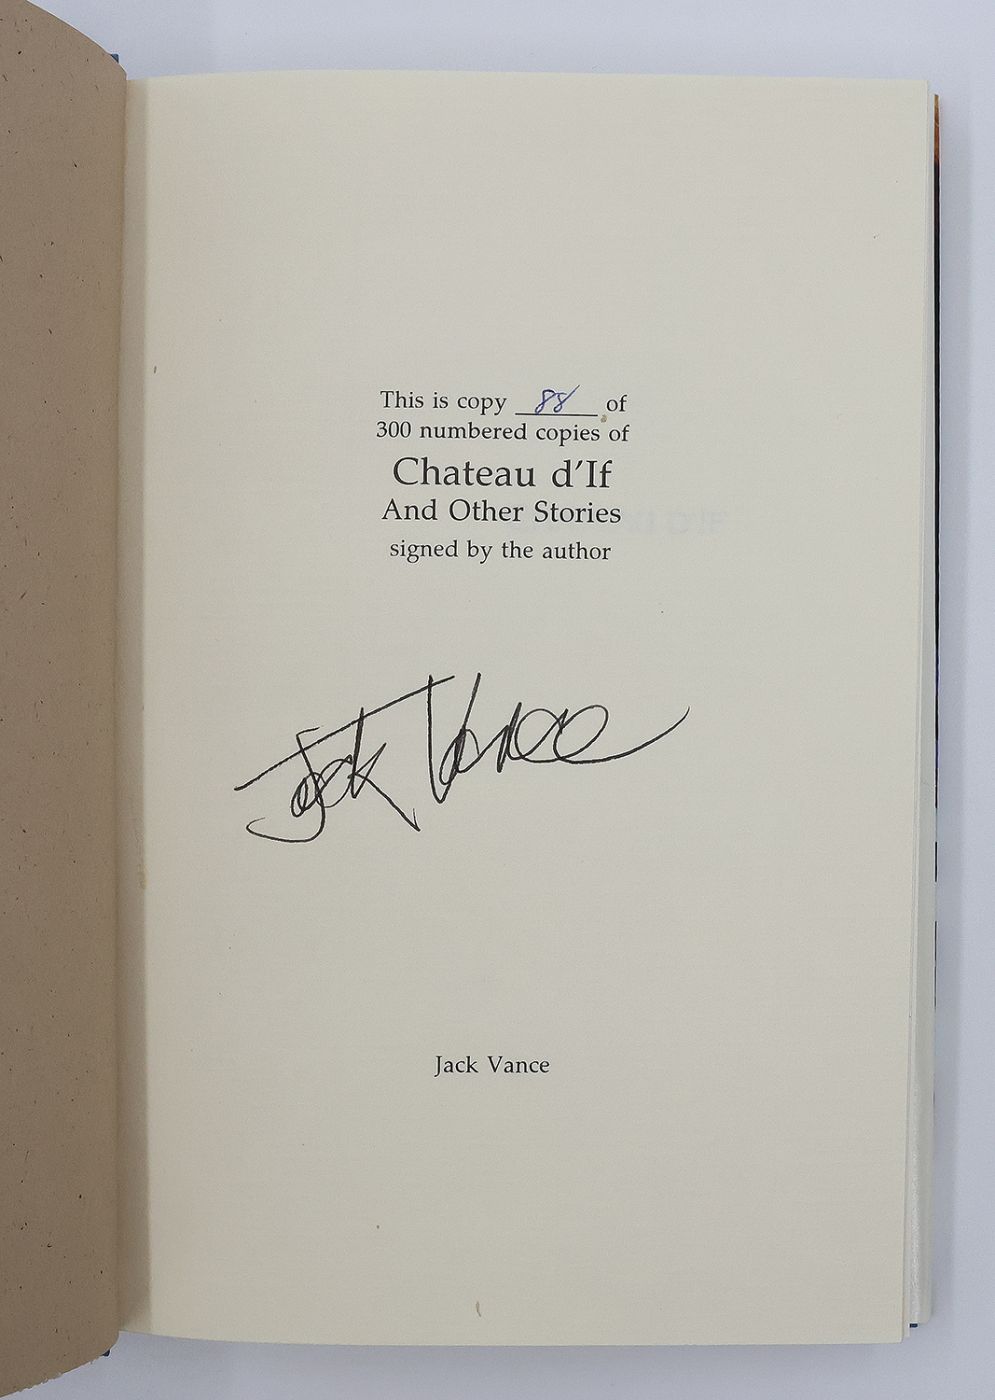 This is copy 88 of
300 numbered copies of
Chateau d'If
And Other Stories
signed by the author
Jack Vance
Jack Vance